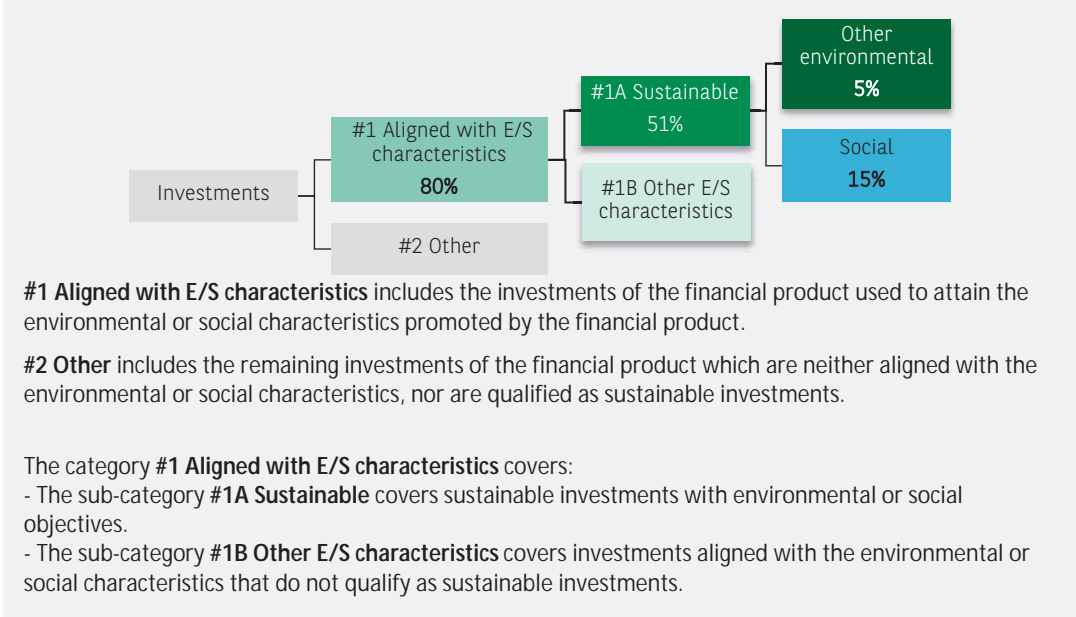 Other
environmental
5%
#1A Sustainable
51%
#1 Aligned with E/S
characteristics
80%
Social
15%
Investments
#1B Other E/S
characteristics
#2 Other
#1 Aligned with E/S characteristics includes the investments of the financial product used to attain the
environmental or social characteristics promoted by the financial product.
#2 Other includes the remaining investments of the financial product which are neither aligned with the
environmental or social characteristics, nor are qualified as sustainable investments.
The category #1 Aligned with E/S characteristics covers:
- The sub-category #1A Sustainable covers sustainable investments with environmental or social
objectives.
- The sub-category #1B Other E/S characteristics covers investments aligned with the environmental or
social characteristics that do not qualify as sustainable investments.